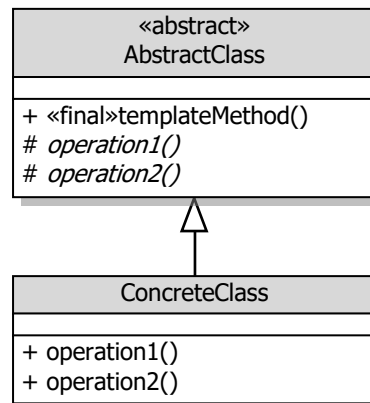 «abstract»
AbstractClass
+ «final»templateMethod()
# operation1()
# operation2()
ConcreteClass
+ operation1()
+ operation2()